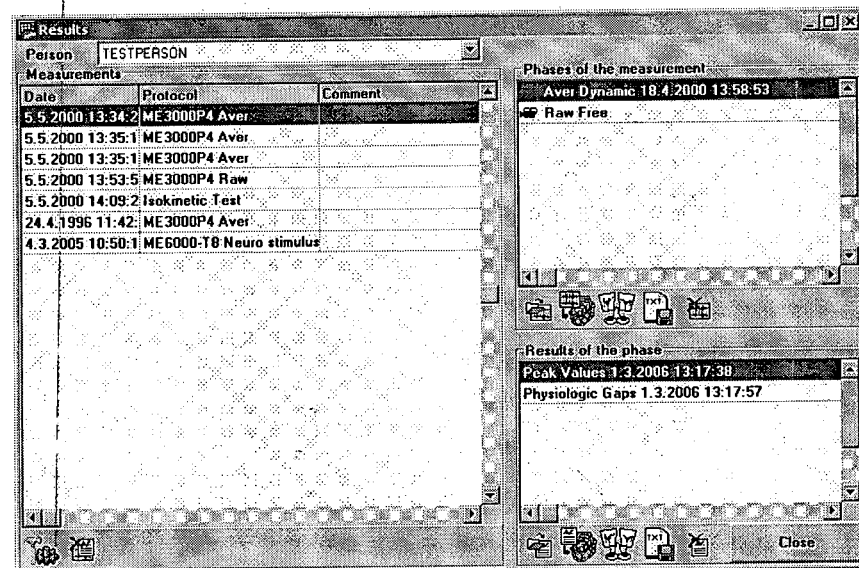 Results
Person TESTPERSON
Measurements
Date Protocol Comment
5.5.2000 13:34:2 ME3000P4 Aver
5.5.2000 13:35:1 ME3000P4 Aver
5.5.2000 13:35:1 ME3000P4 Aver
5.5.2000 13:53:5 ME3000P4 Raw
5.5.2000 14:09:2 Isokinetic Test
24.4.1996 11:42: ME3000P4 Aver
4.3.2005 10:50:1 ME6000-T8 Neuro stimulus
Phases of the measurement
Aver Dynamic 18.4.2000 13:58:53
Raw Free
TXT
Results of the phase
Peak Values 1.3.2006 13:17:38
Physiologic Gaps 1.3.2006 13:17:57
TXT
Close